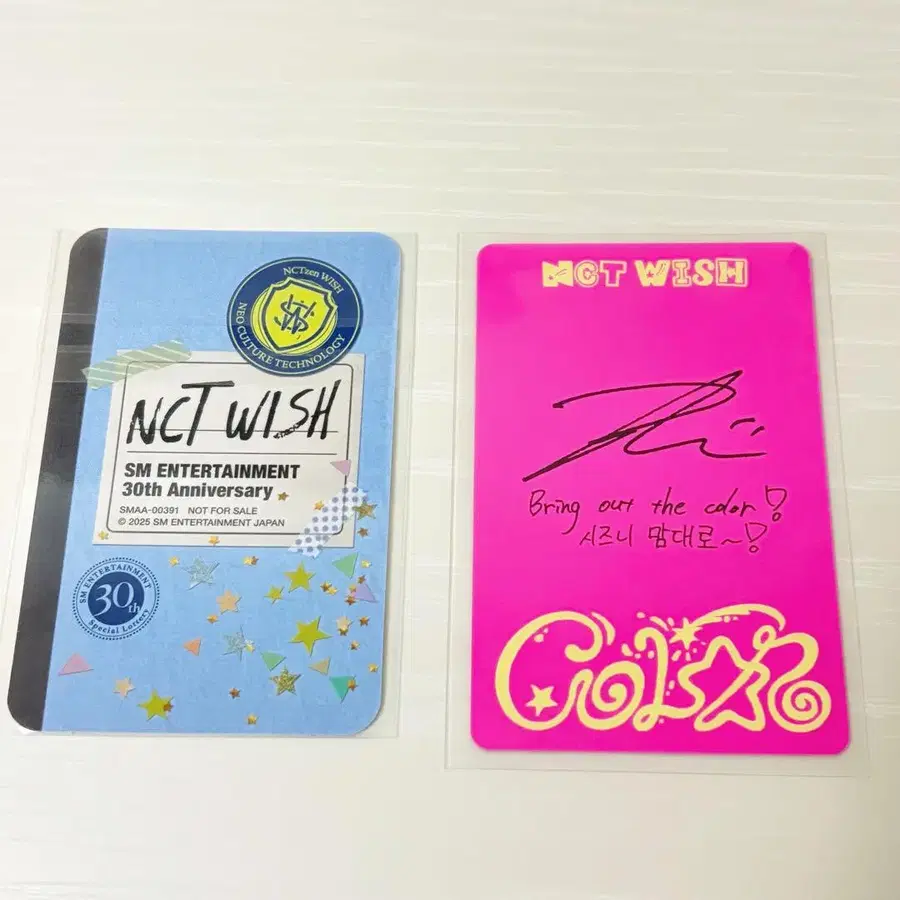 NCTzen WISH
NEO CULTURE TECHNOLOGY
NCT WISH
SM ENTERTAINMENT
30th Anniversary
SMAA-00391 NOT FOR SALE
© 2025 SM ENTERTAINMENT JAPAN
SM ENTERTAINMENT
30th
Special Lottery
NCT WISH
Bring out the color!
시즈니 맘대로~!
COLOR